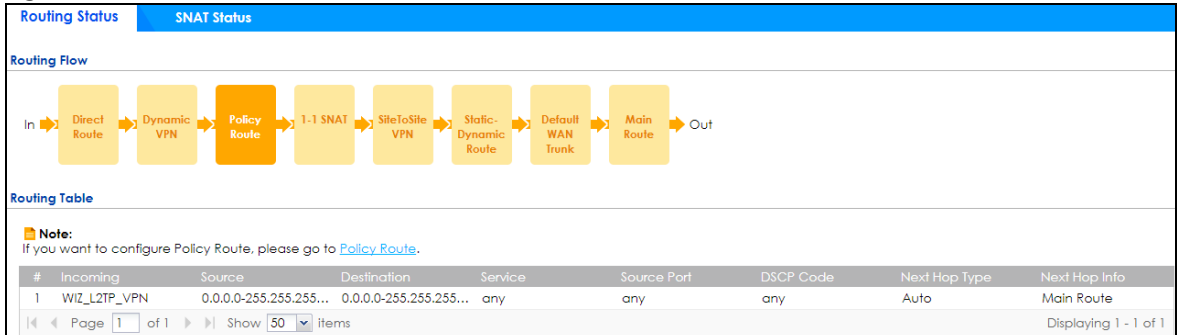 Routing Status SNAT Status
Routing Flow
In Direct Route Dynamic VPN Policy Route 1-1 SNAT SiteToSite VPN Static-Dynamic Route Default WAN Trunk Main Route Out
Routing Table
Note:
If you want to configure Policy Route, please go to Policy Route.
# Incoming Source Destination Service Source Port DSCP Code Next Hop Type Next Hop Info
1 WIZ_L2TP_VPN 0.0.0.0-255.255.255... 0.0.0.0-255.255.255... any any any Auto Main Route
Page 1 of 1 Show 50 items Displaying 1 - 1 of 1